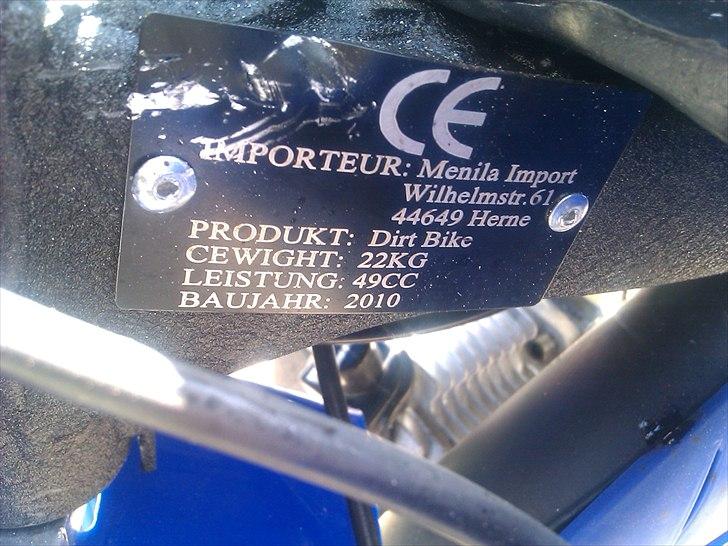 CE
IMPORTEUR: Menila Import
Wilhelmstr.61
44649 Herne
PRODUKT: Dirt Bike
CEWIGHT: 22KG
LEISTUNG: 49CC
BAUJAHR: 2010